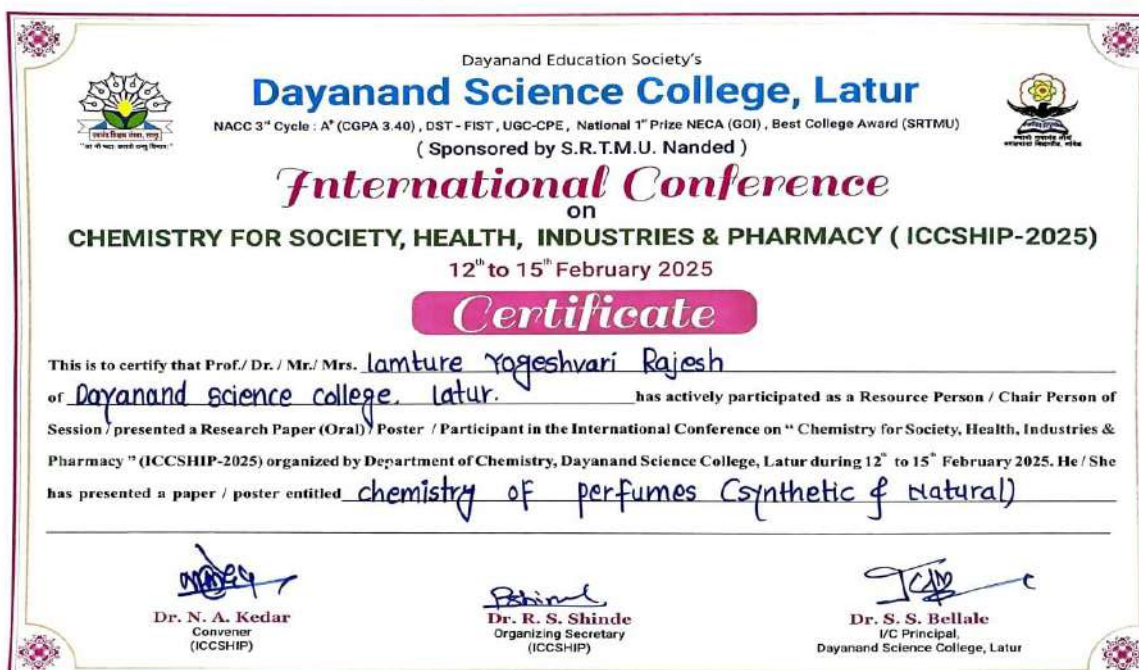 Dayanand Education Society's
Dayanand Science College, Latur
NACC 3rd Cycle : A+ (CGPA 3.40) , DST - FIST , UGC-CPE , National 1st Prize NECA (GOI) , Best College Award (SRTMU)
( Sponsored by S.R.T.M.U. Nanded )
International Conference
on
CHEMISTRY FOR SOCIETY, HEALTH, INDUSTRIES & PHARMACY ( ICCSHIP-2025)
12th to 15th February 2025
Certificate
This is to certify that Prof./ Dr. / Mr./ Mrs. lamture Yogeshvari Rajesh
of Dayanand science college. latur. has actively participated as a Resource Person / Chair Person of
Session / presented a Research Paper (Oral) / Poster / Participant in the International Conference on “ Chemistry for Society, Health, Industries &
Pharmacy ” (ICCSHIP-2025) organized by Department of Chemistry, Dayanand Science College, Latur during 12th to 15th February 2025. He / She
has presented a paper / poster entitled chemistry of perfumes (synthetic & Natural)
Dr. N. A. Kedar
Convener
(ICCSHIP)
Dr. R. S. Shinde
Organizing Secretary
(ICCSHIP)
Dr. S. S. Bellale
I/C Principal,
Dayanand Science College, Latur